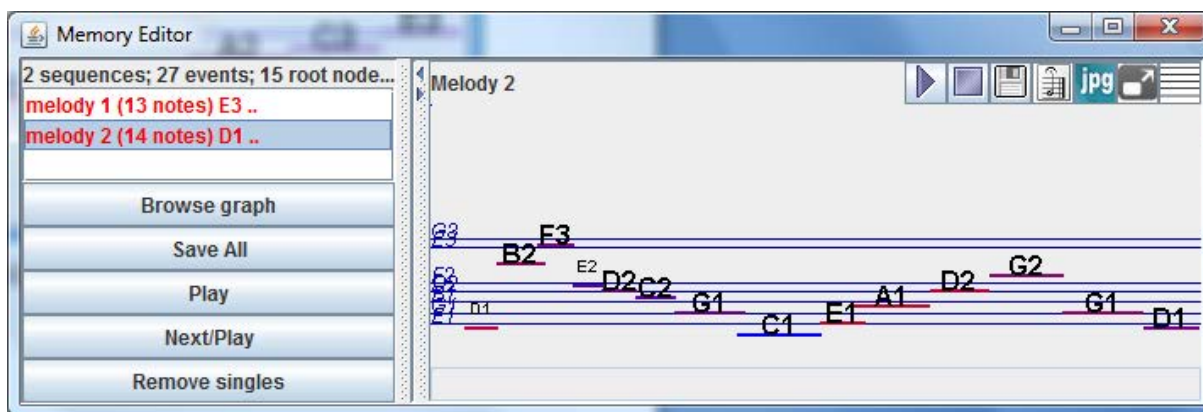 Memory Editor
2 sequences; 27 events; 15 root node...
melody 1 (13 notes) E3 ..
melody 2 (14 notes) D1 ..
Browse graph
Save All
Play
Next/Play
Remove singles
Melody 2
jpg
D1 B2 F3 E2 D2 C2 G1 C1 E1 A1 D2 G2 G1 D1